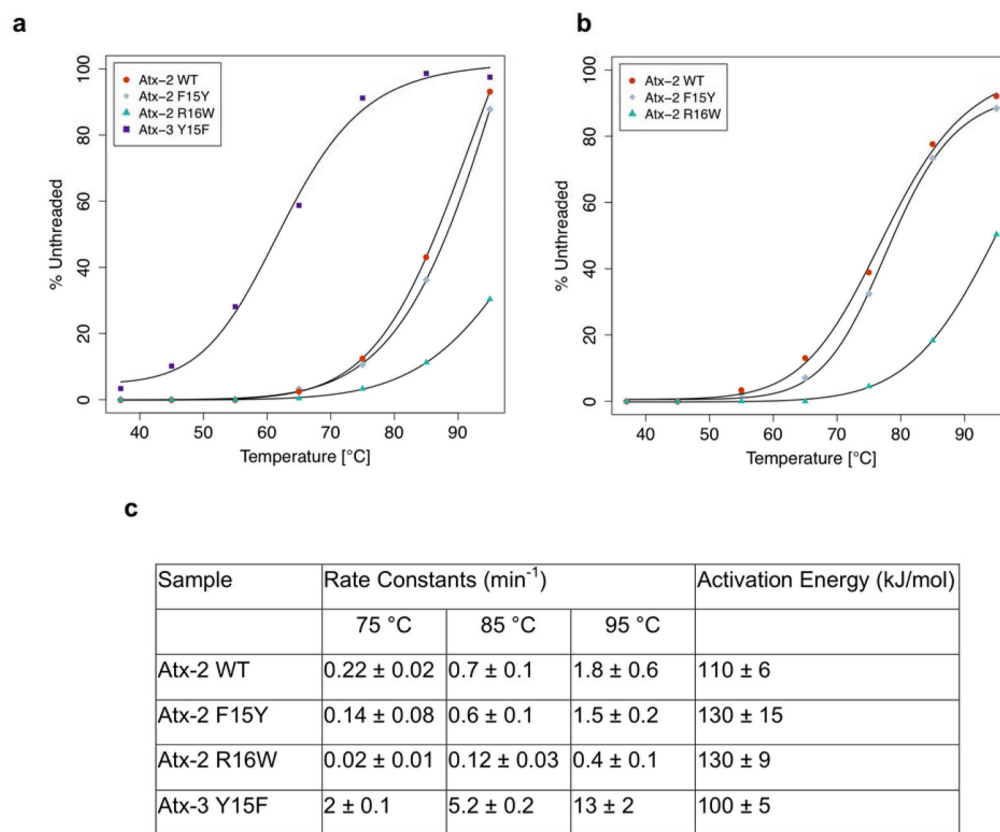 a
Atx−2 WT
Atx−2 F15Y
Atx−2 R16W
Atx−3 Y15F
% Unthreaded
0
20
40
60
80
100
40 50 60 70 80 90
Temperature [°C]
b
Atx−2 WT
Atx−2 F15Y
Atx−2 R16W
% Unthreaded
0
20
40
60
80
100
40 50 60 70 80 90
Temperature [°C]
c
Sample Rate Constants (min-1) Activation Energy (kJ/mol)
75 °C 85 °C 95 °C
Atx-2 WT 0.22 ± 0.02 0.7 ± 0.1 1.8 ± 0.6 110 ± 6
Atx-2 F15Y 0.14 ± 0.08 0.6 ± 0.1 1.5 ± 0.2 130 ± 15
Atx-2 R16W 0.02 ± 0.01 0.12 ± 0.03 0.4 ± 0.1 130 ± 9
Atx-3 Y15F 2 ± 0.1 5.2 ± 0.2 13 ± 2 100 ± 5